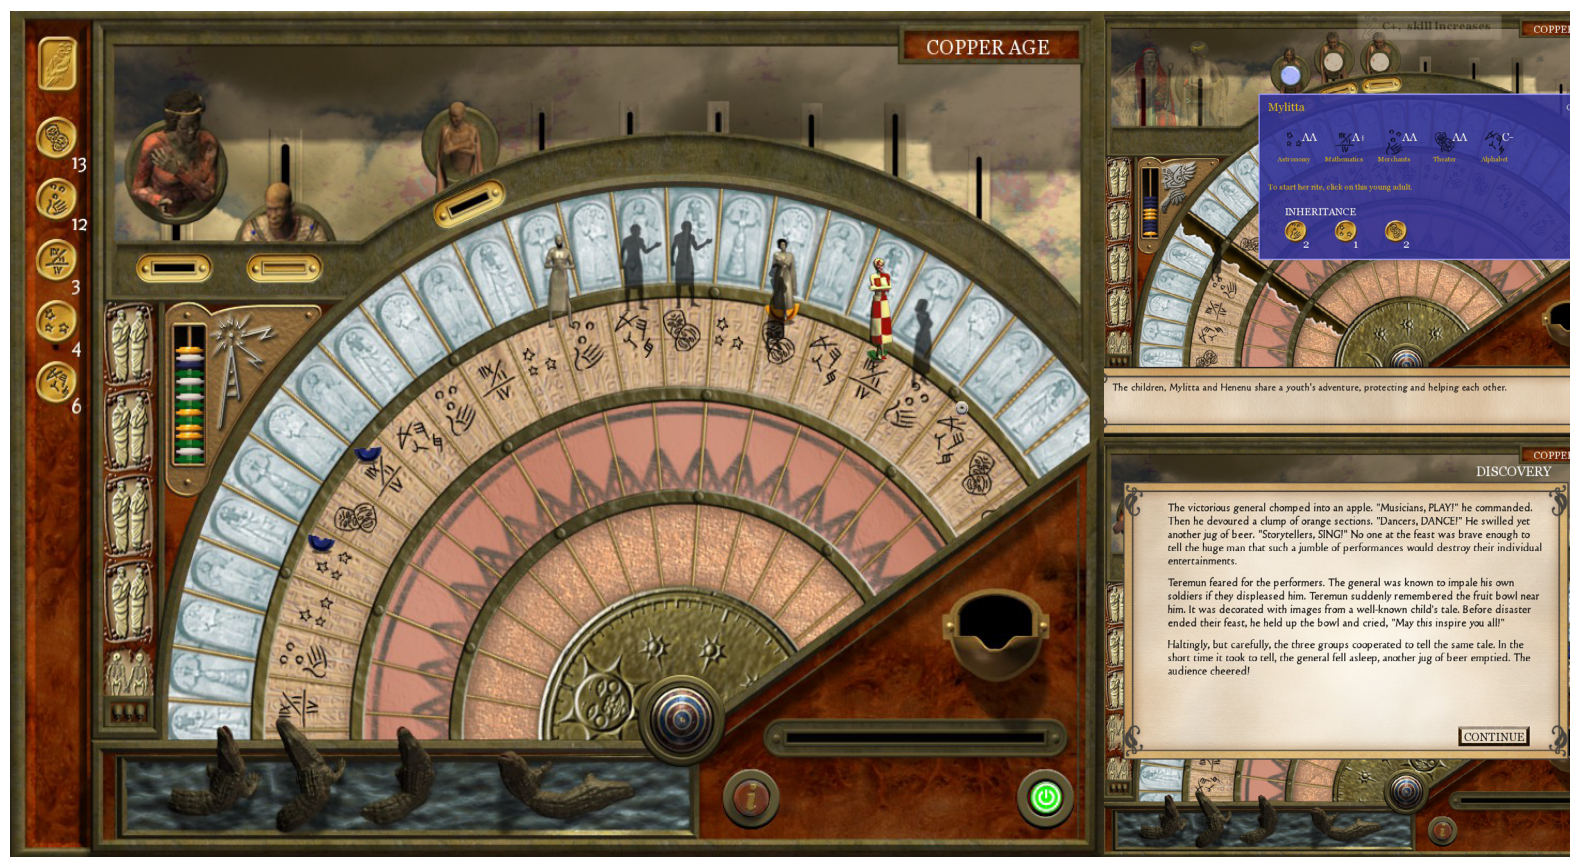 COPPER AGE
13
12
3
4
6
C+, skill increases
COPPER
Mylitta
AA
A+
AA
AA
C-
Astronomy
Mathematics
Merchants
Theater
Alphabet
To start her rite, click on this young adult.
INHERITANCE
2
1
2
The children, Mylitta and Henenu share a youth's adventure, protecting and helping each other.
COPPER
DISCOVERY
The victorious general chomped into an apple. "Musicians, PLAY!" he commanded.
Then he devoured a clump of orange sections. "Dancers, DANCE!" He swilled yet
another jug of beer. "Storytellers, SING!" No one at the feast was brave enough to
tell the huge man that such a jumble of performances would destroy their individual
entertainments.
Teremun feared for the performers. The general was known to impale his own
soldiers if they displeased him. Teremun suddenly remembered the fruit bowl near
him. It was decorated with images from a well-known child's tale. Before disaster
ended their feast, he held up the bowl and cried, "May this inspire you all!"
Haltingly, but carefully, the three groups cooperated to tell the same tale. In the
short time it took to tell, the general fell asleep, another jug of beer emptied. The
audience cheered!
CONTINUE